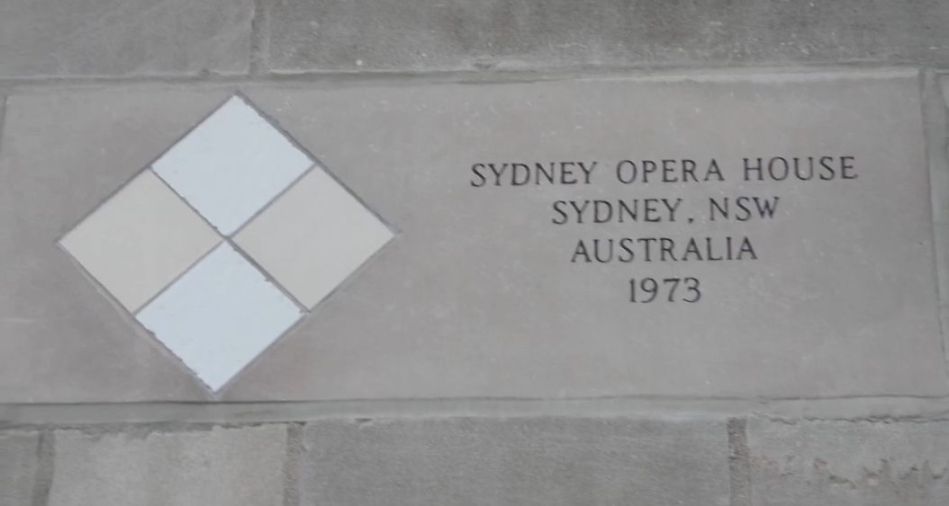 SYDNEY OPERA HOUSE
SYDNEY, NSW
AUSTRALIA
1973